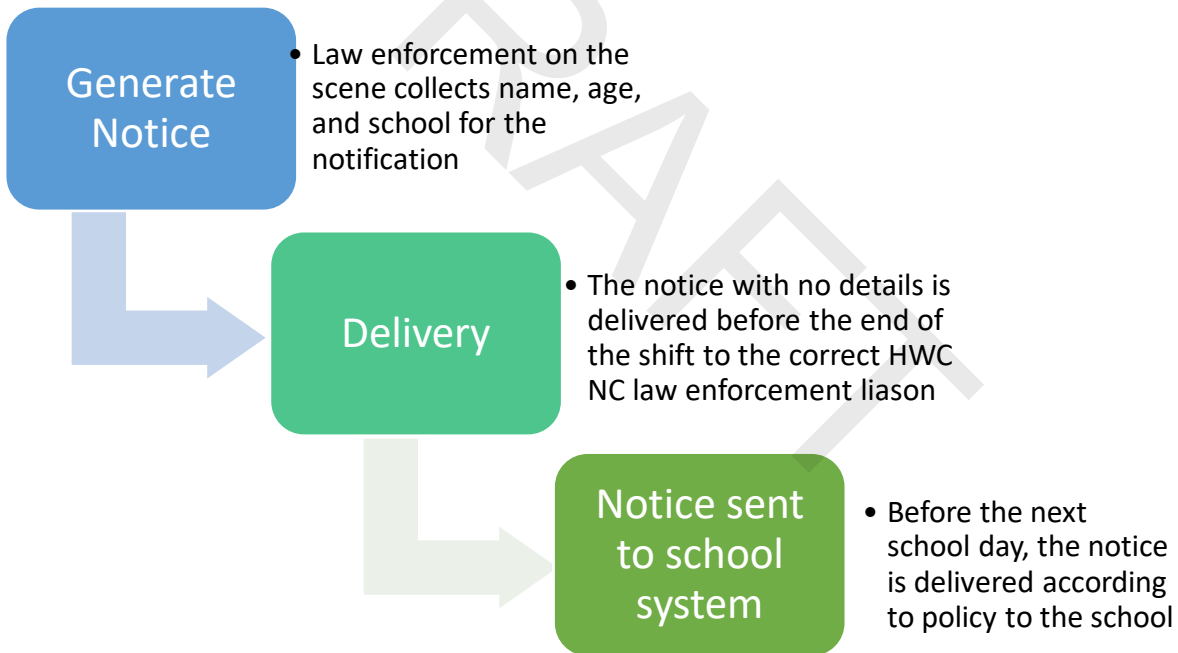 Generate
Notice
• Law enforcement on the
scene collects name, age,
and school for the
notification
Delivery
• The notice with no details is
delivered before the end of
the shift to the correct HWC
NC law enforcement liason
Notice sent
to school
system
• Before the next
school day, the notice
is delivered according
to policy to the school
RAFT